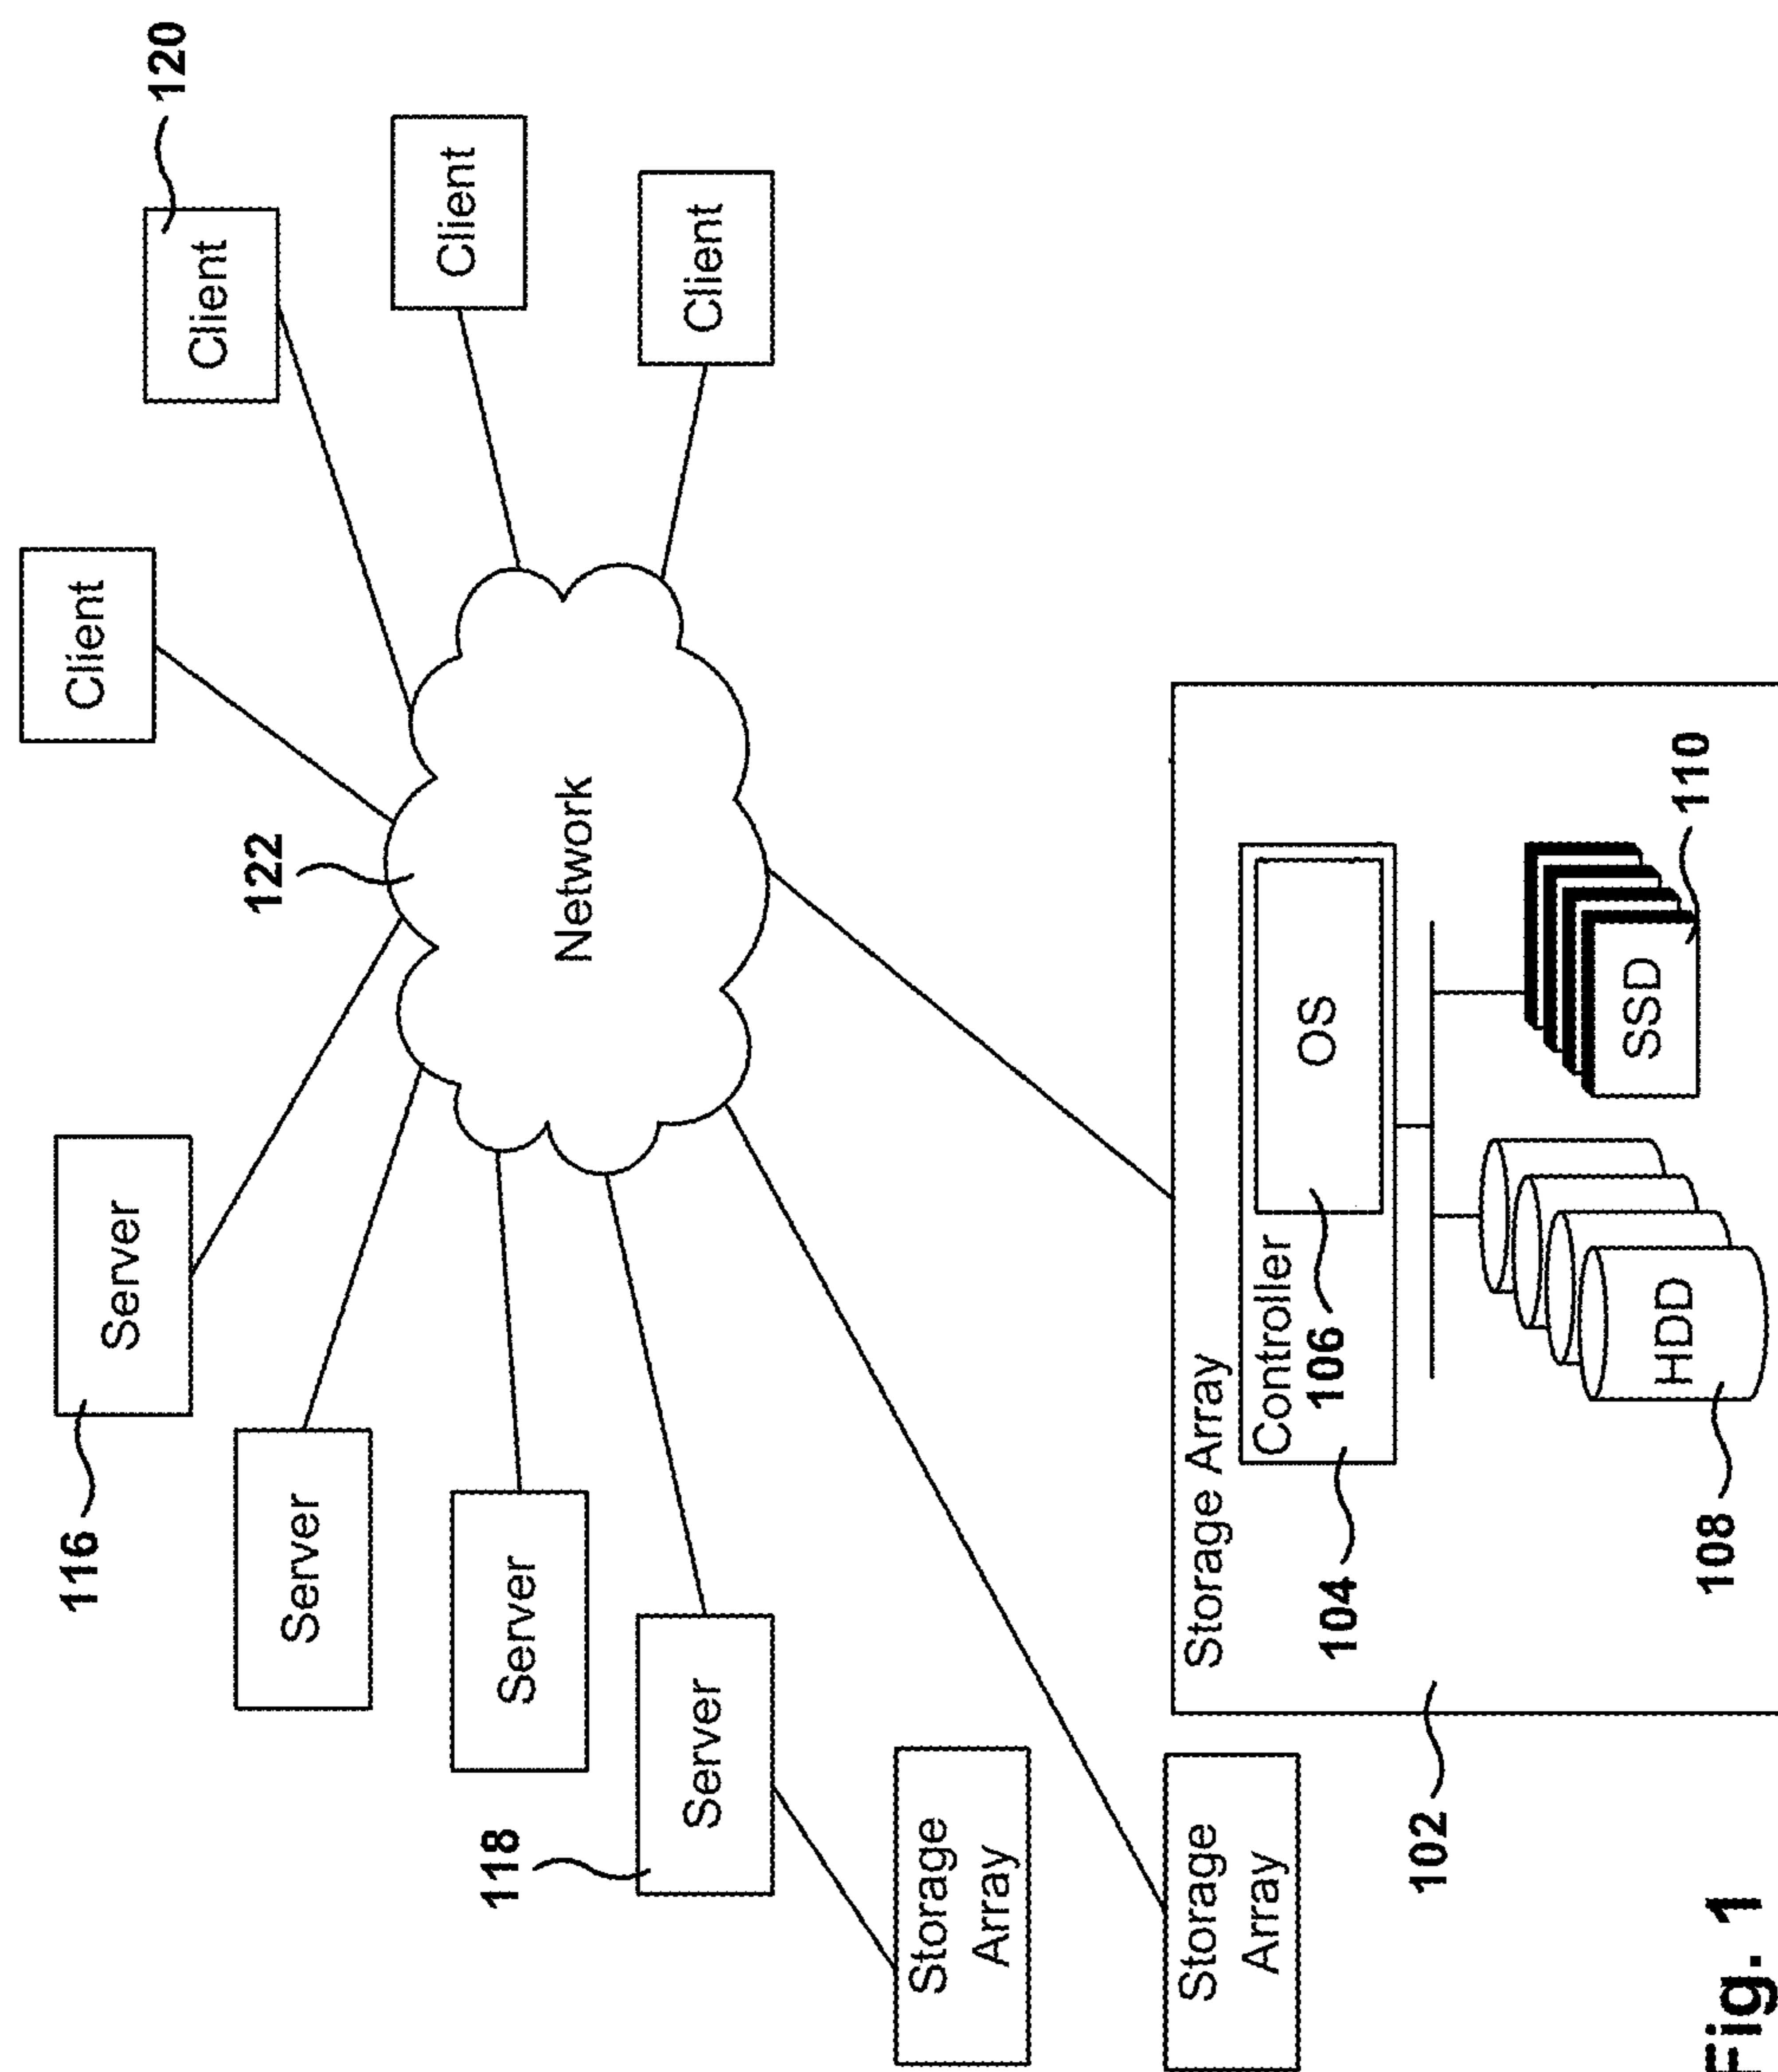 116
Server
Server
Server
118
Server
Storage
Array
Storage
Array
122
Network
Client
120
Client
Client
Client
Storage Array
Controller
OS
106
104
HDD
108
SSD
110
102
Fig. 1